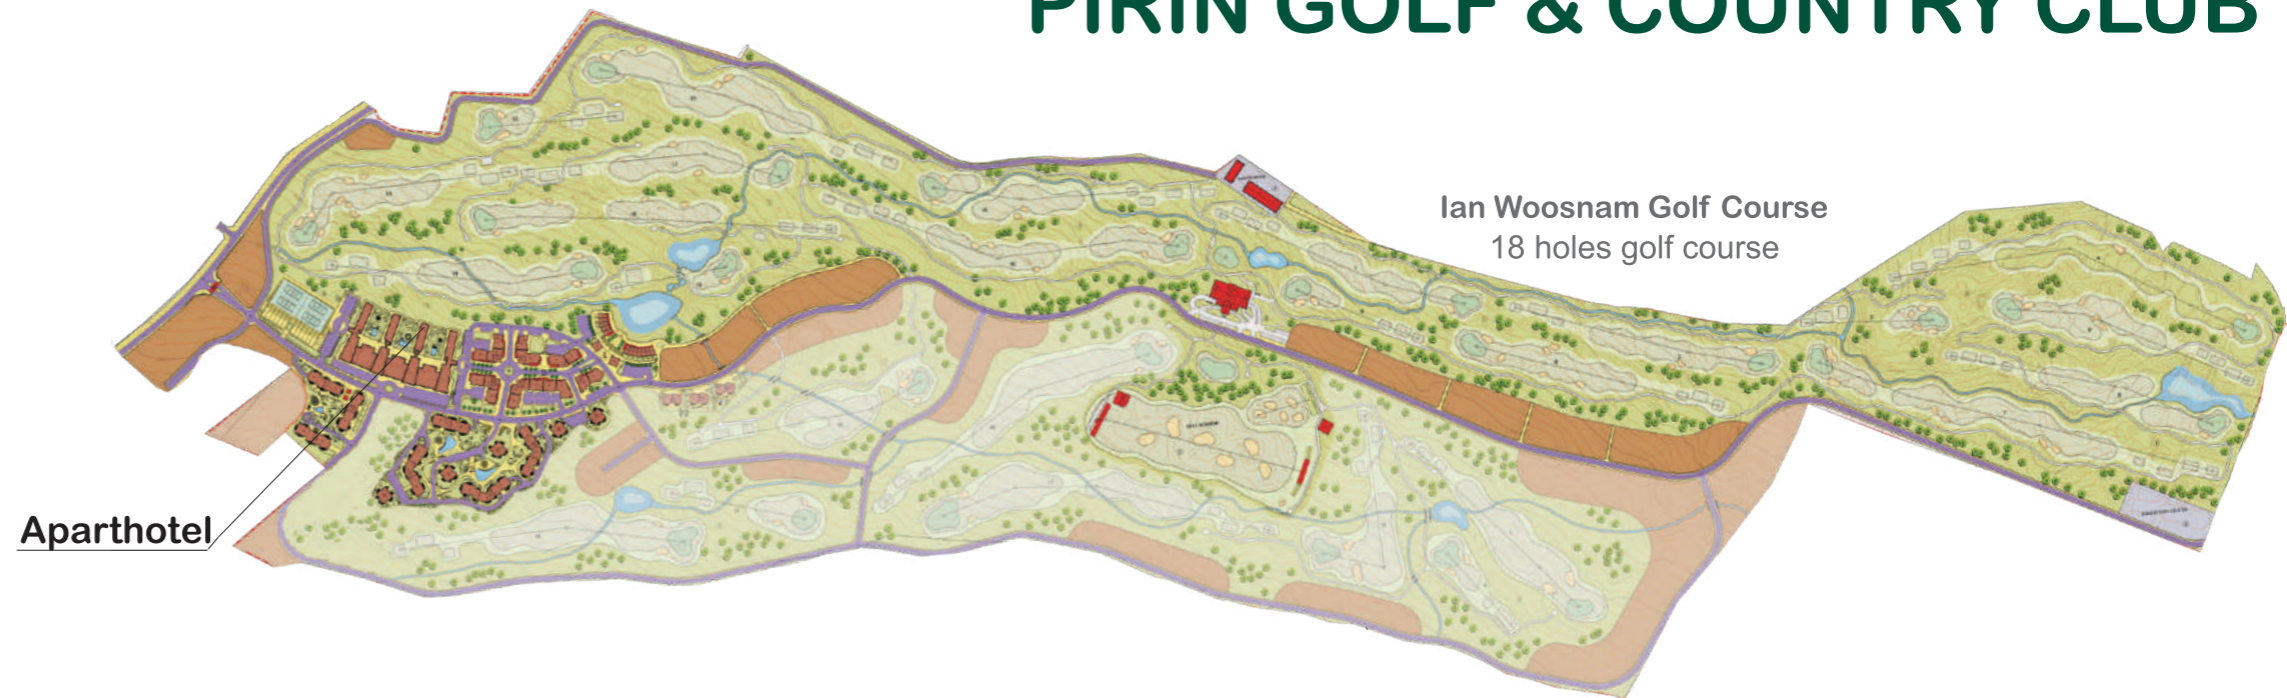 PIRIN GOLF & COUNTRY CLUB
Ian Woosnam Golf Course
18 holes golf course
Aparthotel